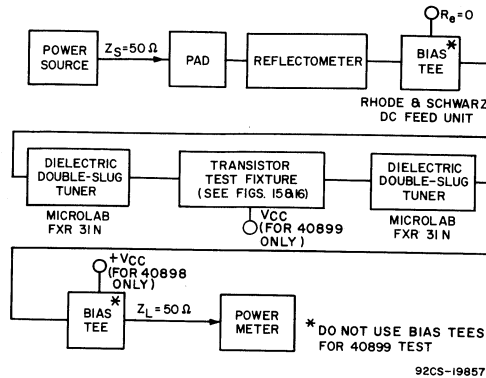 POWER
SOURCE
ZS=50 Ω
PAD
REFLECTOMETER
Re=0
BIAS *
TEE
RHODE & SCHWARZ
DC FEED UNIT
DIELECTRIC
DOUBLE-SLUG
TUNER
MICROLAB
FXR 31N
TRANSISTOR
TEST FIXTURE
(SEE FIGS. 15&16)
VCC
(FOR 40899
ONLY)
DIELECTRIC
DOUBLE-SLUG
TUNER
MICROLAB
FXR 31N
+VCC
(FOR 40898
ONLY)
BIAS *
TEE
ZL=50 Ω
POWER
METER
* DO NOT USE BIAS TEES
FOR 40899 TEST
92CS-19857